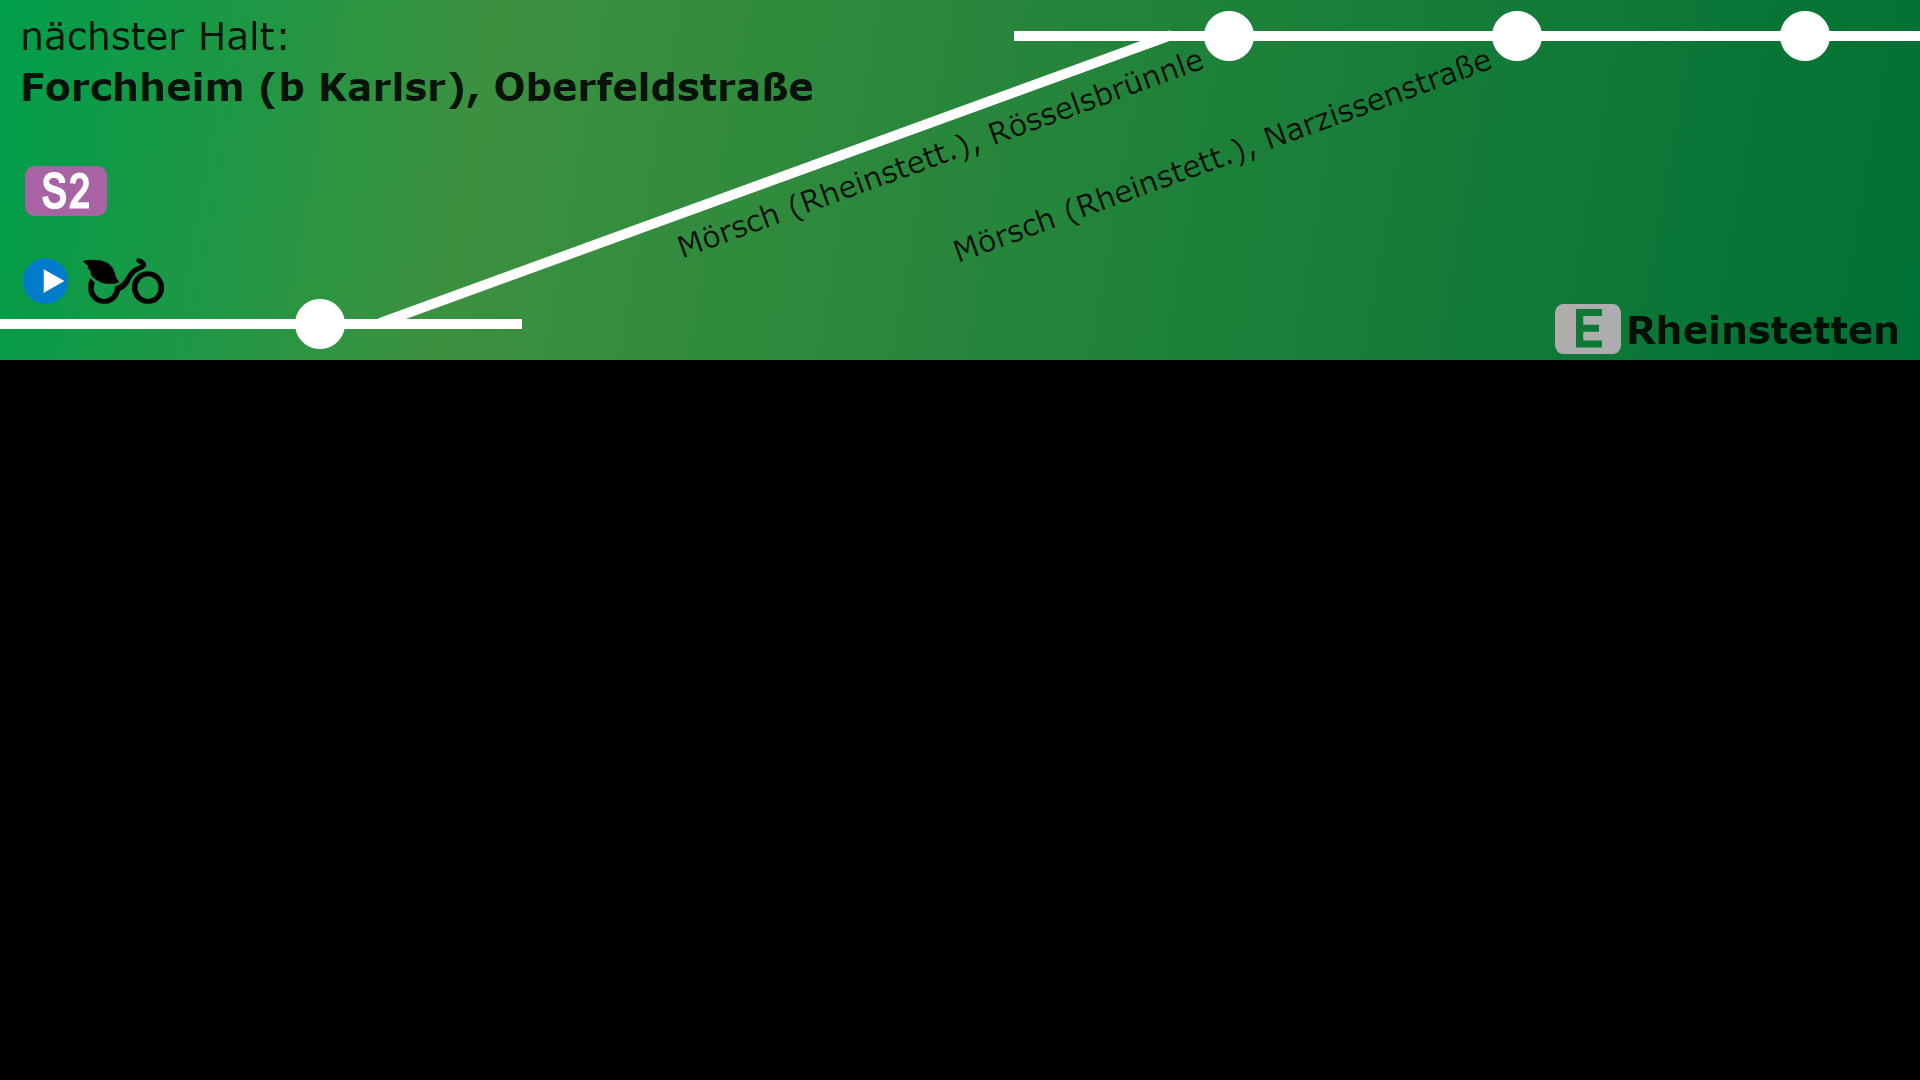 nächster Halt:
Forchheim (b Karlsr), Oberfeldstraße
Mörsch (Rheinstett.), Rösselsbrünnle
Mörsch (Rheinstett.), Narzissenstraße
S2
E Rheinstetten